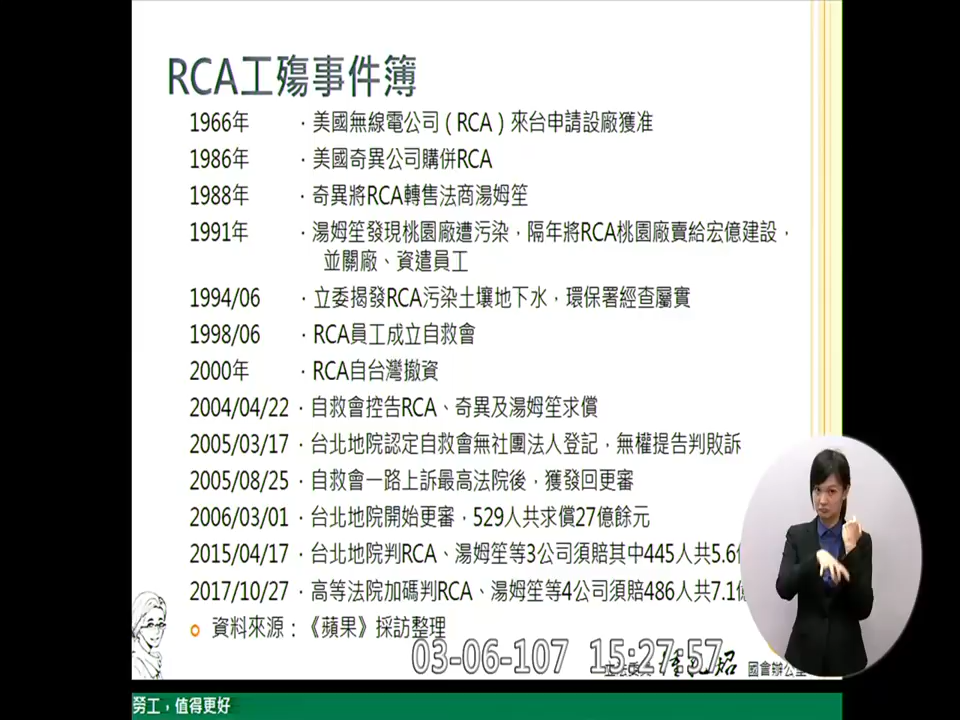 RCA工殤事件簿
1966年 ．美國無線電公司（RCA）來台申請設廠獲准
1986年 ．美國奇異公司購併RCA
1988年 ．奇異將RCA轉售法商湯姆笙
1991年 ．湯姆笙發現桃園廠遭污染，隔年將RCA桃園廠賣給宏億建設，
並關廠、資遣員工
1994/06 ．立委揭發RCA污染土壤地下水，環保署經查屬實
1998/06 ．RCA員工成立自救會
2000年 ．RCA自台灣撤資
2004/04/22 ．自救會控告RCA、奇異及湯姆笙求償
2005/03/17 ．台北地院認定自救會無社團法人登記，無權提告判敗訴
2005/08/25 ．自救會一路上訴最高法院後，獲發回更審
2006/03/01 ．台北地院開始更審，529人共求償27億餘元
2015/04/17 ．台北地院判RCA、湯姆笙等3公司須賠其中445人共5.6
2017/10/27 ．高等法院加碼判RCA、湯姆笙等4公司須賠486人共7.1
資料來源：《蘋果》採訪整理
03-06-107 15:27:57
立法委員 國會辦公室
勞工，值得更好